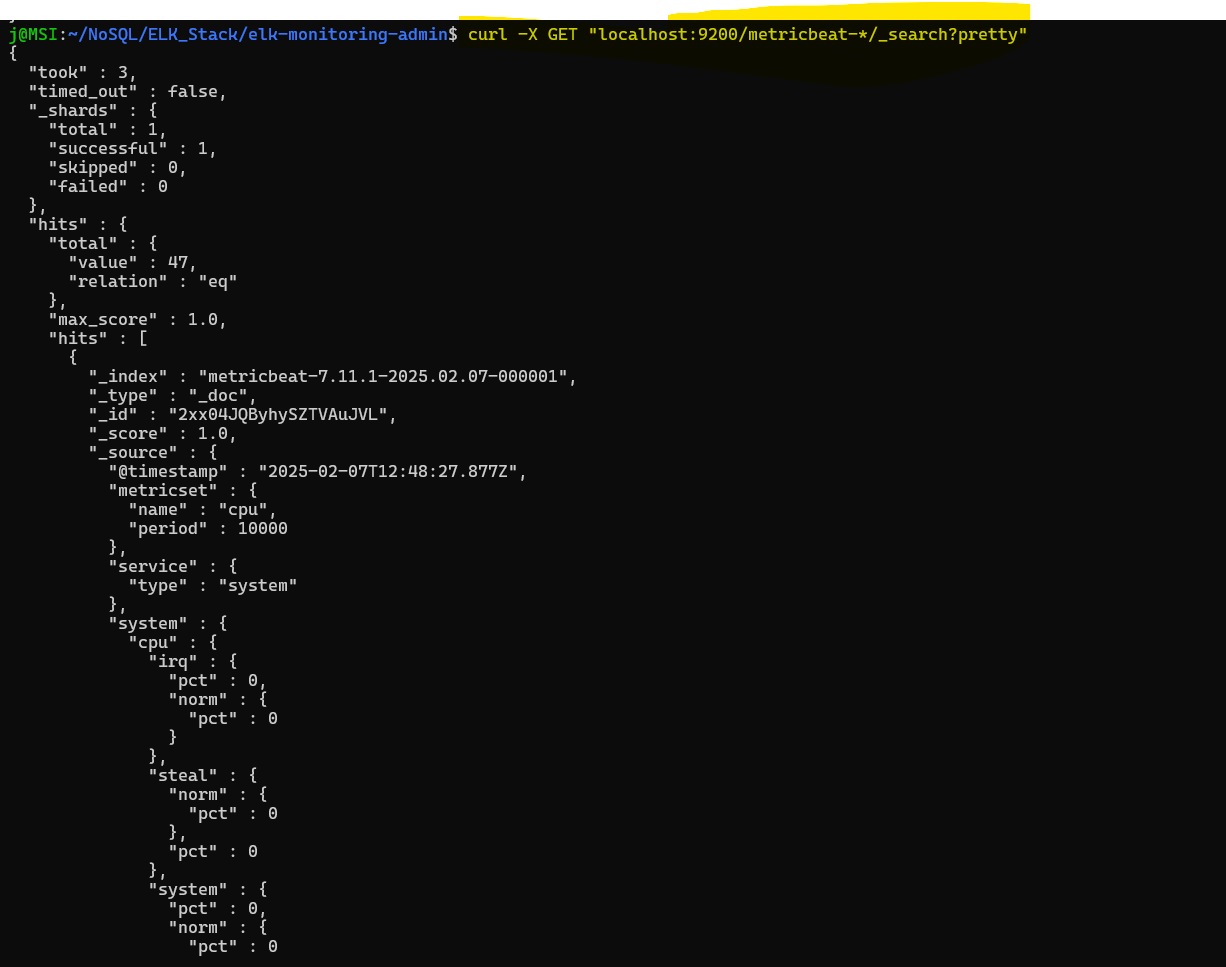 j@MSI:~/NoSQL/ELK_Stack/elk-monitoring-admin$ curl -X GET "localhost:9200/metricbeat-*/_search?pretty"
{
  "took" : 3,
  "timed_out" : false,
  "_shards" : {
    "total" : 1,
    "successful" : 1,
    "skipped" : 0,
    "failed" : 0
  },
  "hits" : {
    "total" : {
      "value" : 47,
      "relation" : "eq"
    },
    "max_score" : 1.0,
    "hits" : [
      {
        "_index" : "metricbeat-7.11.1-2025.02.07-000001",
        "_type" : "_doc",
        "_id" : "2xx04JQByhySZTVAuJVL",
        "_score" : 1.0,
        "_source" : {
          "@timestamp" : "2025-02-07T12:48:27.877Z",
          "metricset" : {
            "name" : "cpu",
            "period" : 10000
          },
          "service" : {
            "type" : "system"
          },
          "system" : {
            "cpu" : {
              "irq" : {
                "pct" : 0,
                "norm" : {
                  "pct" : 0
                }
              },
              "steal" : {
                "norm" : {
                  "pct" : 0
                },
                "pct" : 0
              },
              "system" : {
                "pct" : 0,
                "norm" : {
                  "pct" : 0